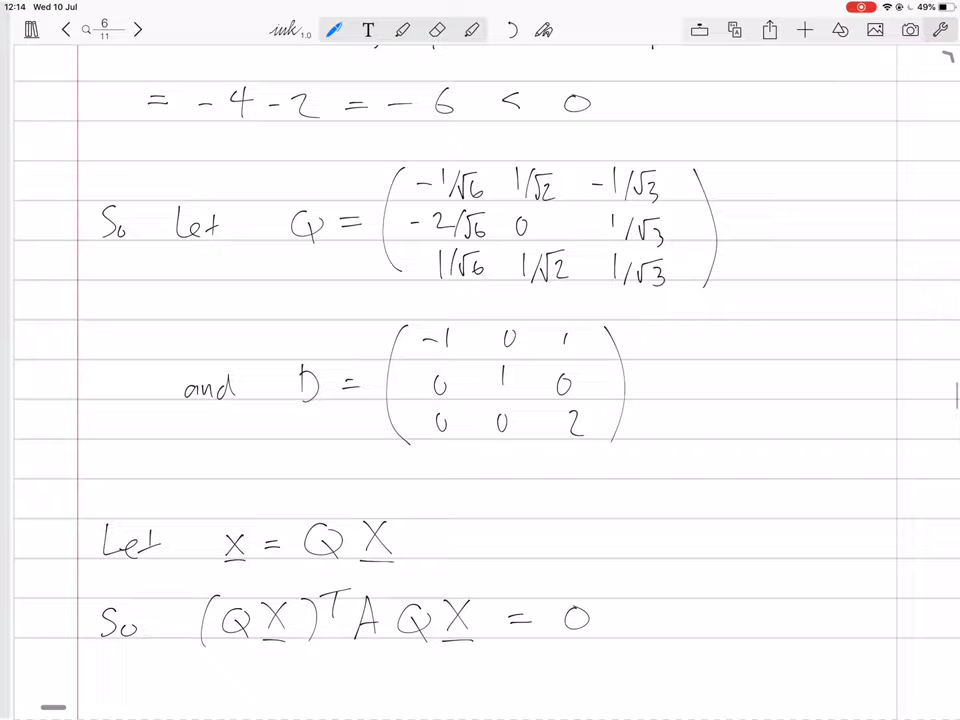 12:14 Wed 10 Jul 49%
6
11
ink 1.0 T
= -4 - 2 = - 6 < 0
-1/√6 1/√2 -1/√3
So Let Q = -2/√6 0 1/√3
1/√6 1/√2 1/√3
-1 0
and D = 0 1 0
0 0 2
Let x = Q X
So (Q X)ᵀ A Q X = 0